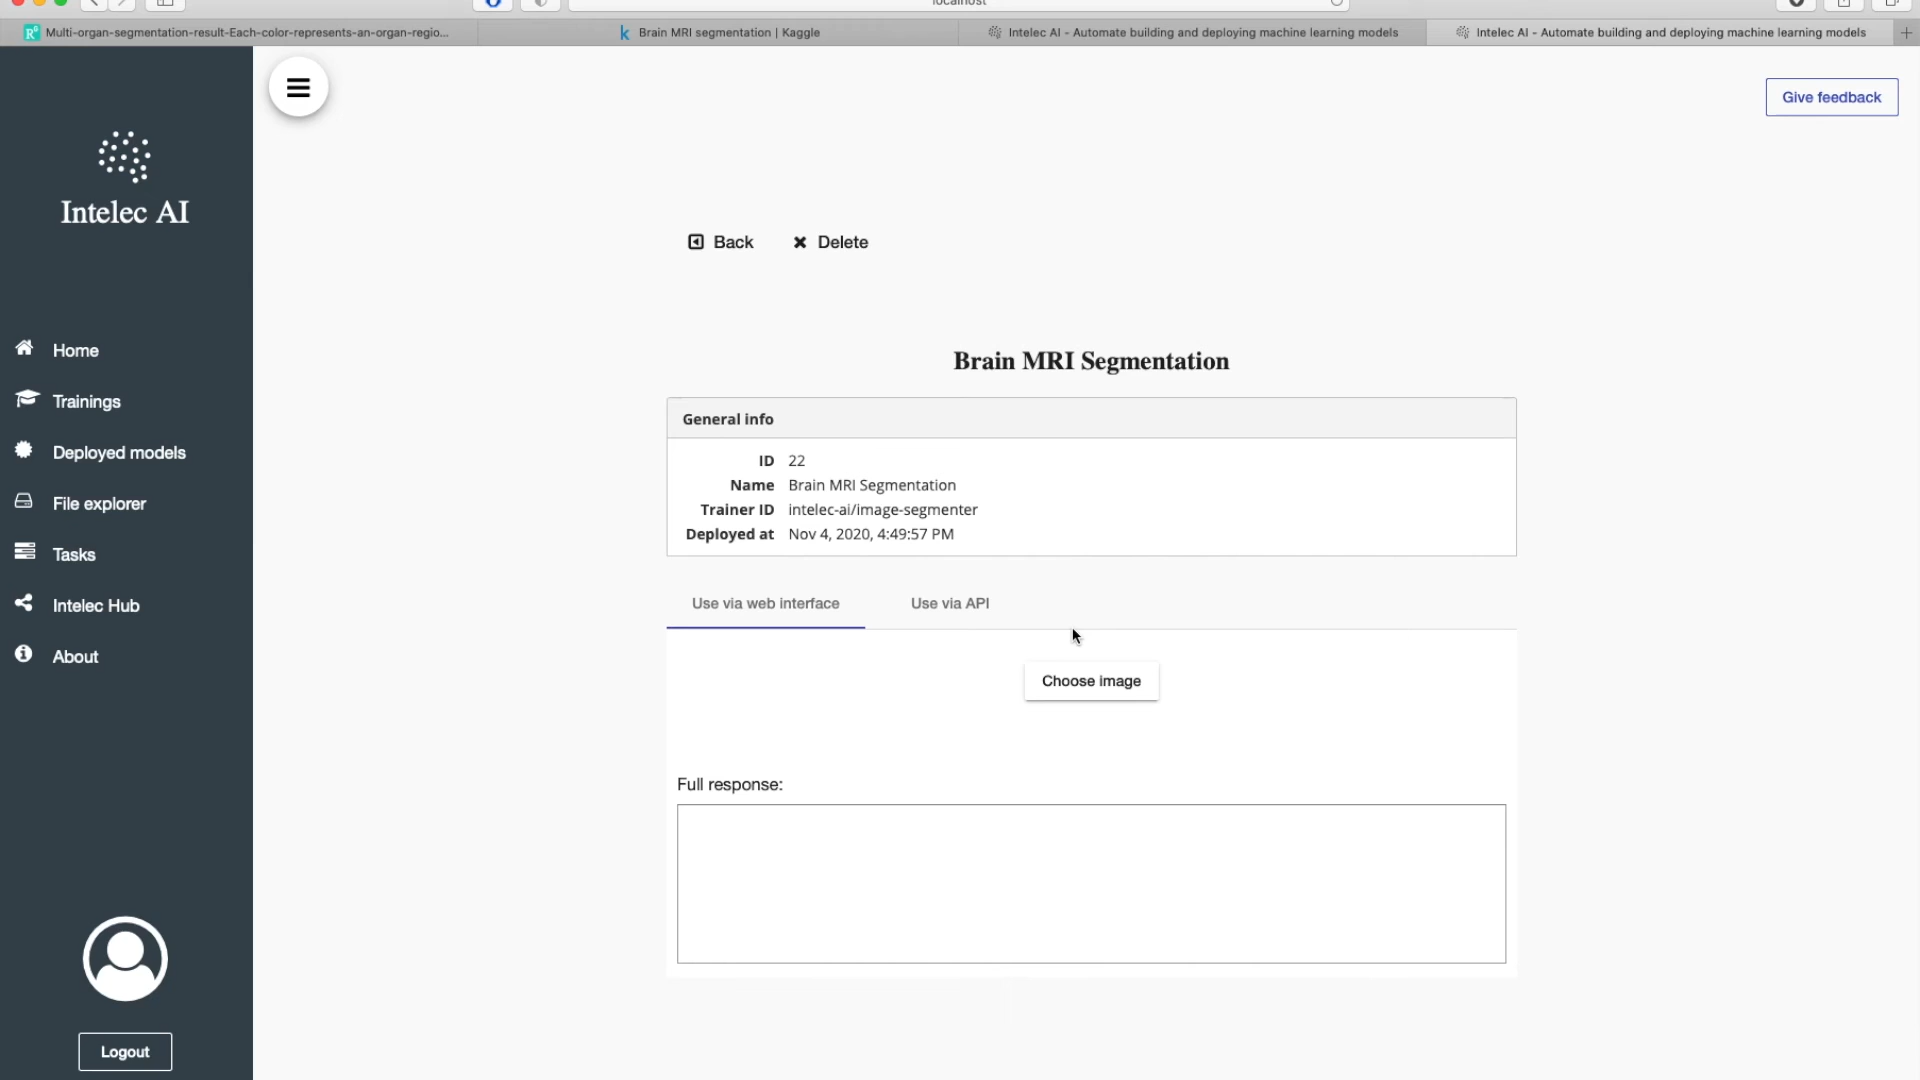 localhost
Multi-organ-segmentation-result-Each-color-represents-an-organ-regio...
Brain MRI segmentation | Kaggle
Intelec AI - Automate building and deploying machine learning models
Intelec AI - Automate building and deploying machine learning models
Give feedback
Intelec AI
Back
Delete
Home
Trainings
Deployed models
File explorer
Tasks
Intelec Hub
About
Logout
Brain MRI Segmentation
General info
ID 22
Name Brain MRI Segmentation
Trainer ID intelec-ai/image-segmenter
Deployed at Nov 4, 2020, 4:49:57 PM
Use via web interface
Use via API
Choose image
Full response: